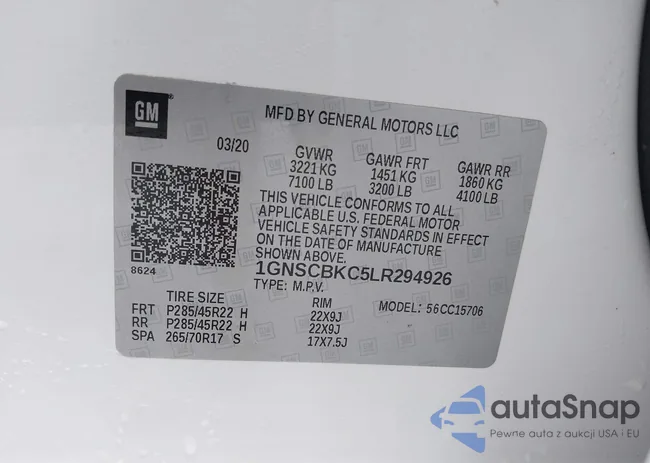 GM
®
MFD BY GENERAL MOTORS LLC
03/20
GVWR GAWR FRT GAWR RR
3221 KG 1451 KG 1860 KG
7100 LB 3200 LB 4100 LB
THIS VEHICLE CONFORMS TO ALL
APPLICABLE U.S. FEDERAL MOTOR
VEHICLE SAFETY STANDARDS IN EFFECT
ON THE DATE OF MANUFACTURE
SHOWN ABOVE.
1GNSCBKC5LR294926
8624
TYPE: M.P.V. MODEL: 56CC15706
TIRE SIZE RIM
FRT P285/45R22 H 22X9J
RR P285/45R22 H 22X9J
SPA 265/70R17 S 17X7.5J
autaSnap
Pewne auta z aukcji USA i EU